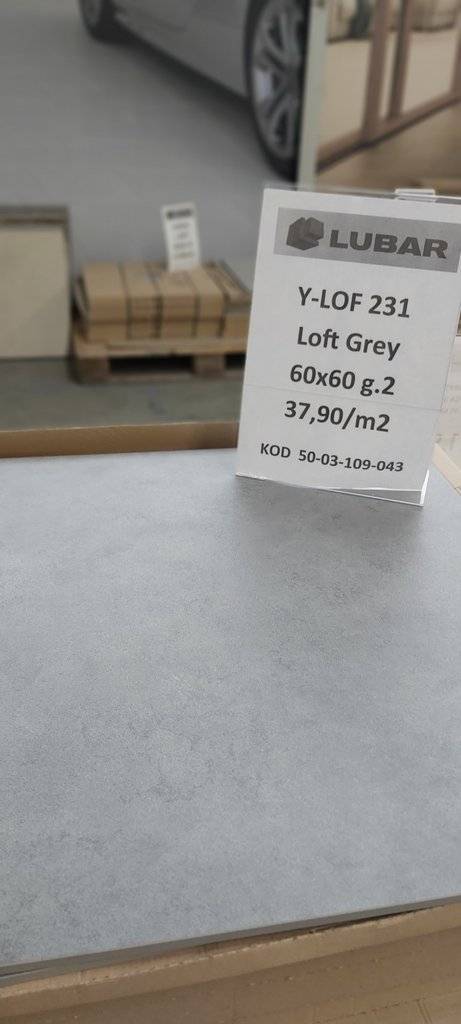 LUBAR
Y-LOF 231
Loft Grey
60x60 g.2
37,90/m2
KOD 50-03-109-043